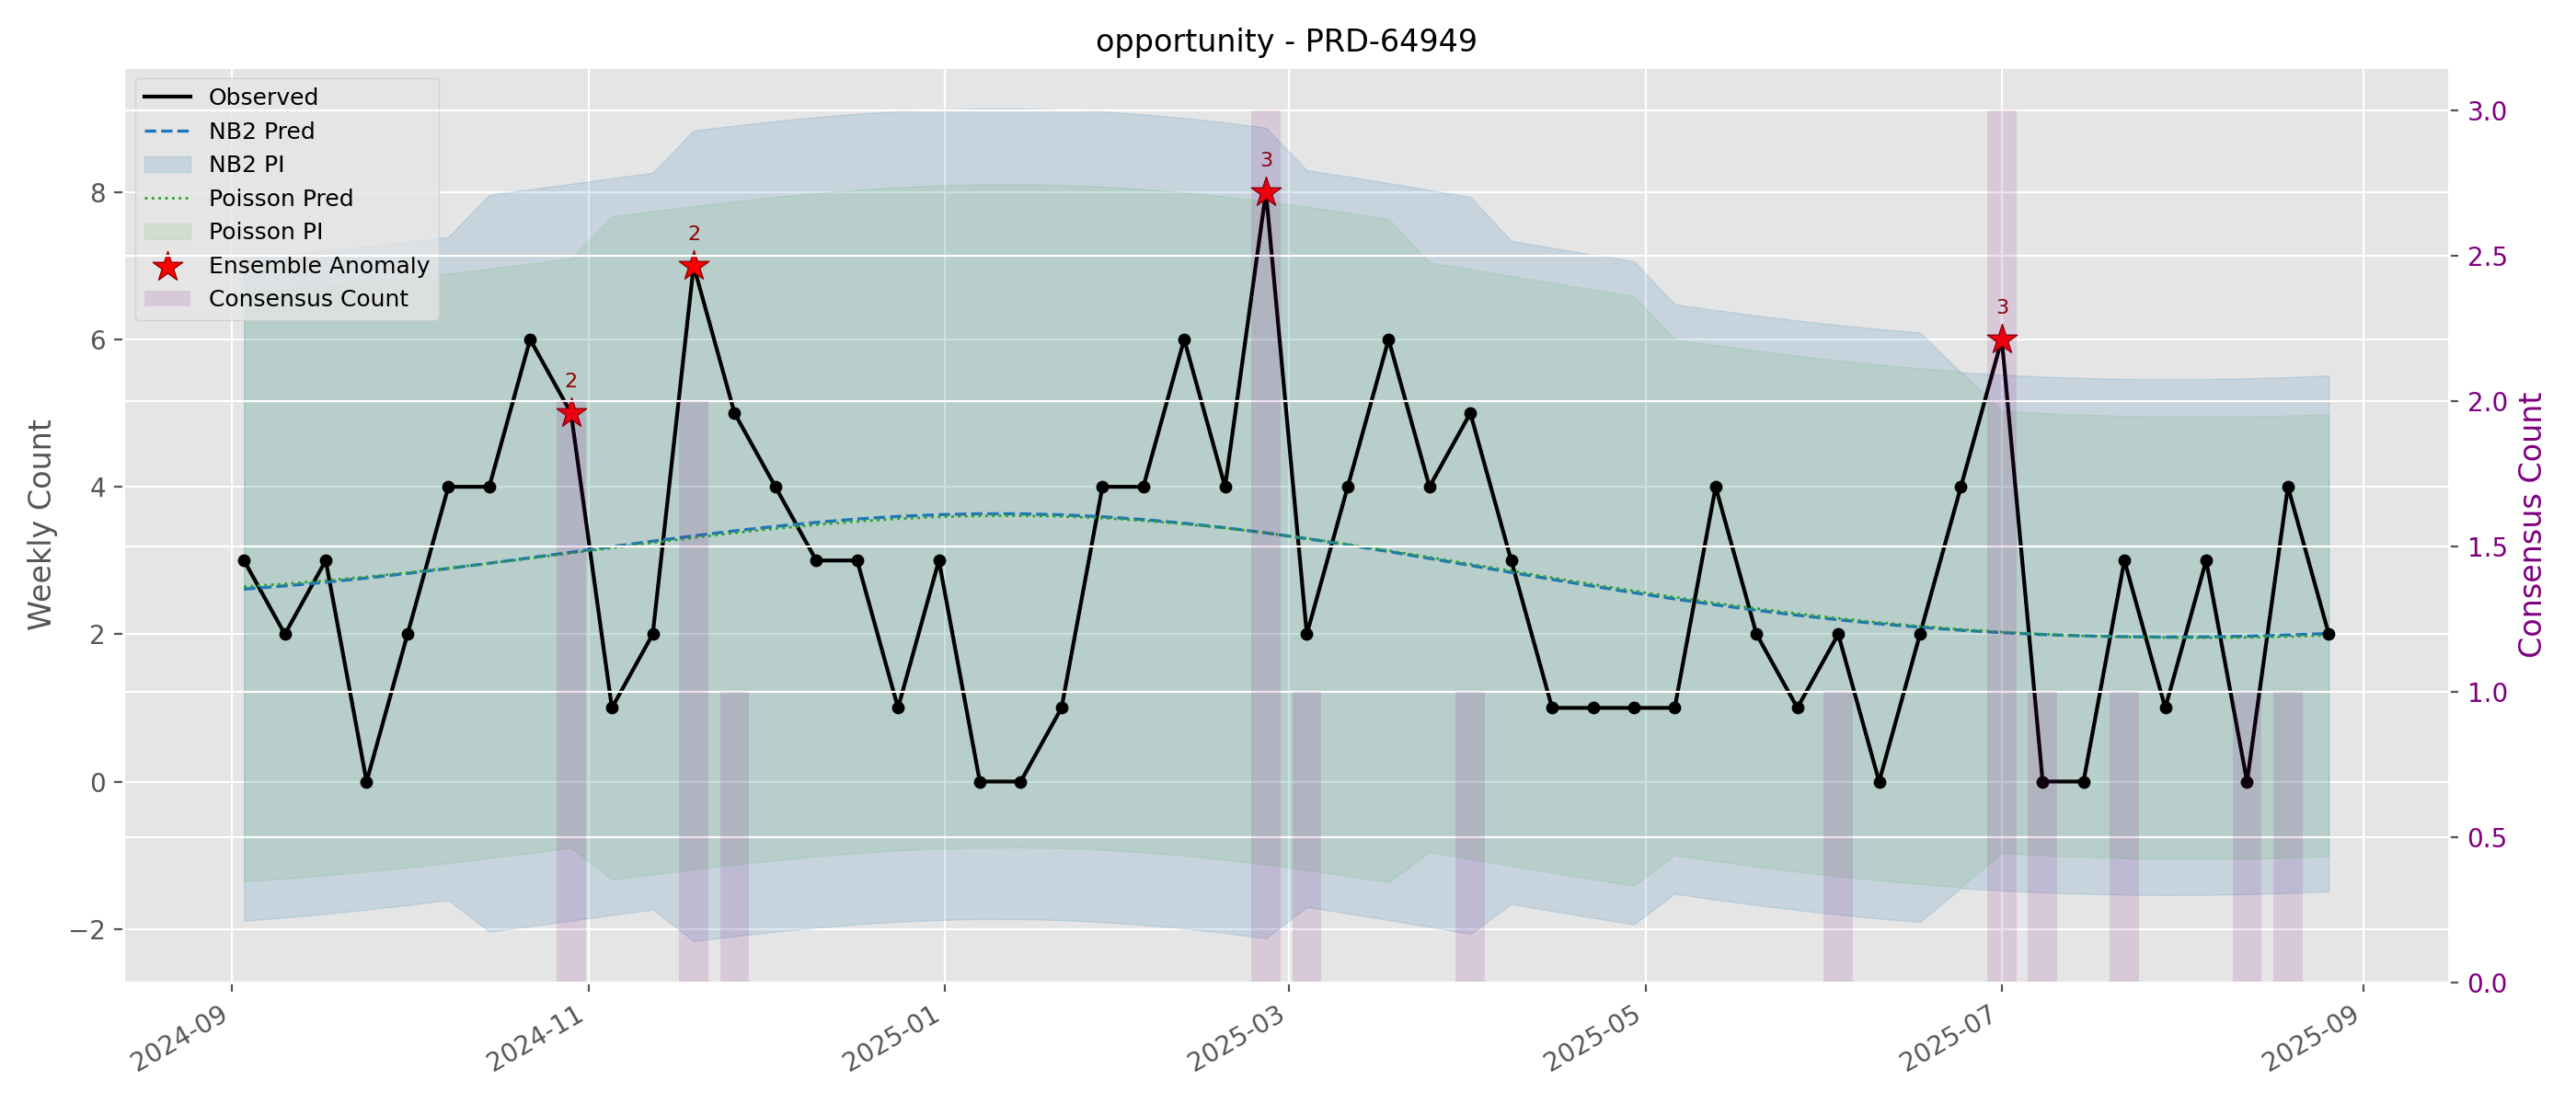 opportunity - PRD-64949
Observed
NB2 Pred
NB2 PI
Poisson Pred
Poisson PI
Ensemble Anomaly
Consensus Count
Weekly Count
8
6
4
2
0
−2
2
2
3
3
3.0
2.5
2.0
1.5
1.0
0.5
0.0
Consensus Count
2024-09
2024-11
2025-01
2025-03
2025-05
2025-07
2025-09